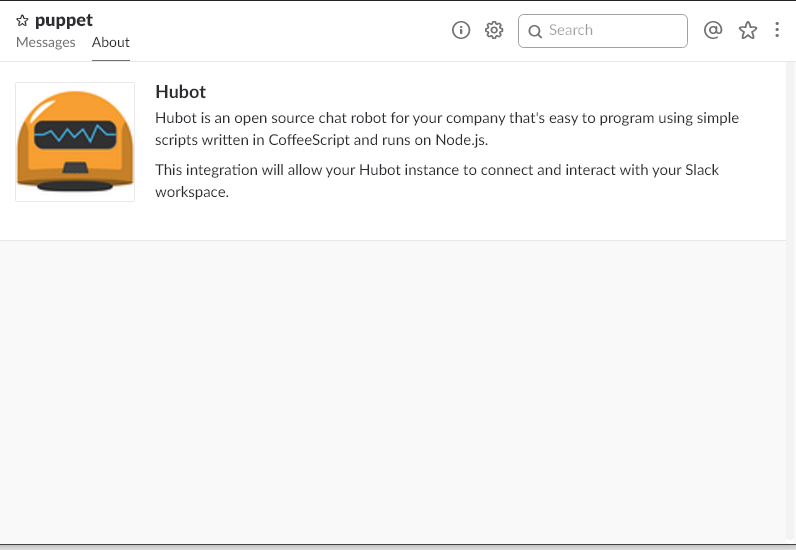 puppet
Messages About
Search
Hubot
Hubot is an open source chat robot for your company that's easy to program using simple
scripts written in CoffeeScript and runs on Node.js.
This integration will allow your Hubot instance to connect and interact with your Slack
workspace.